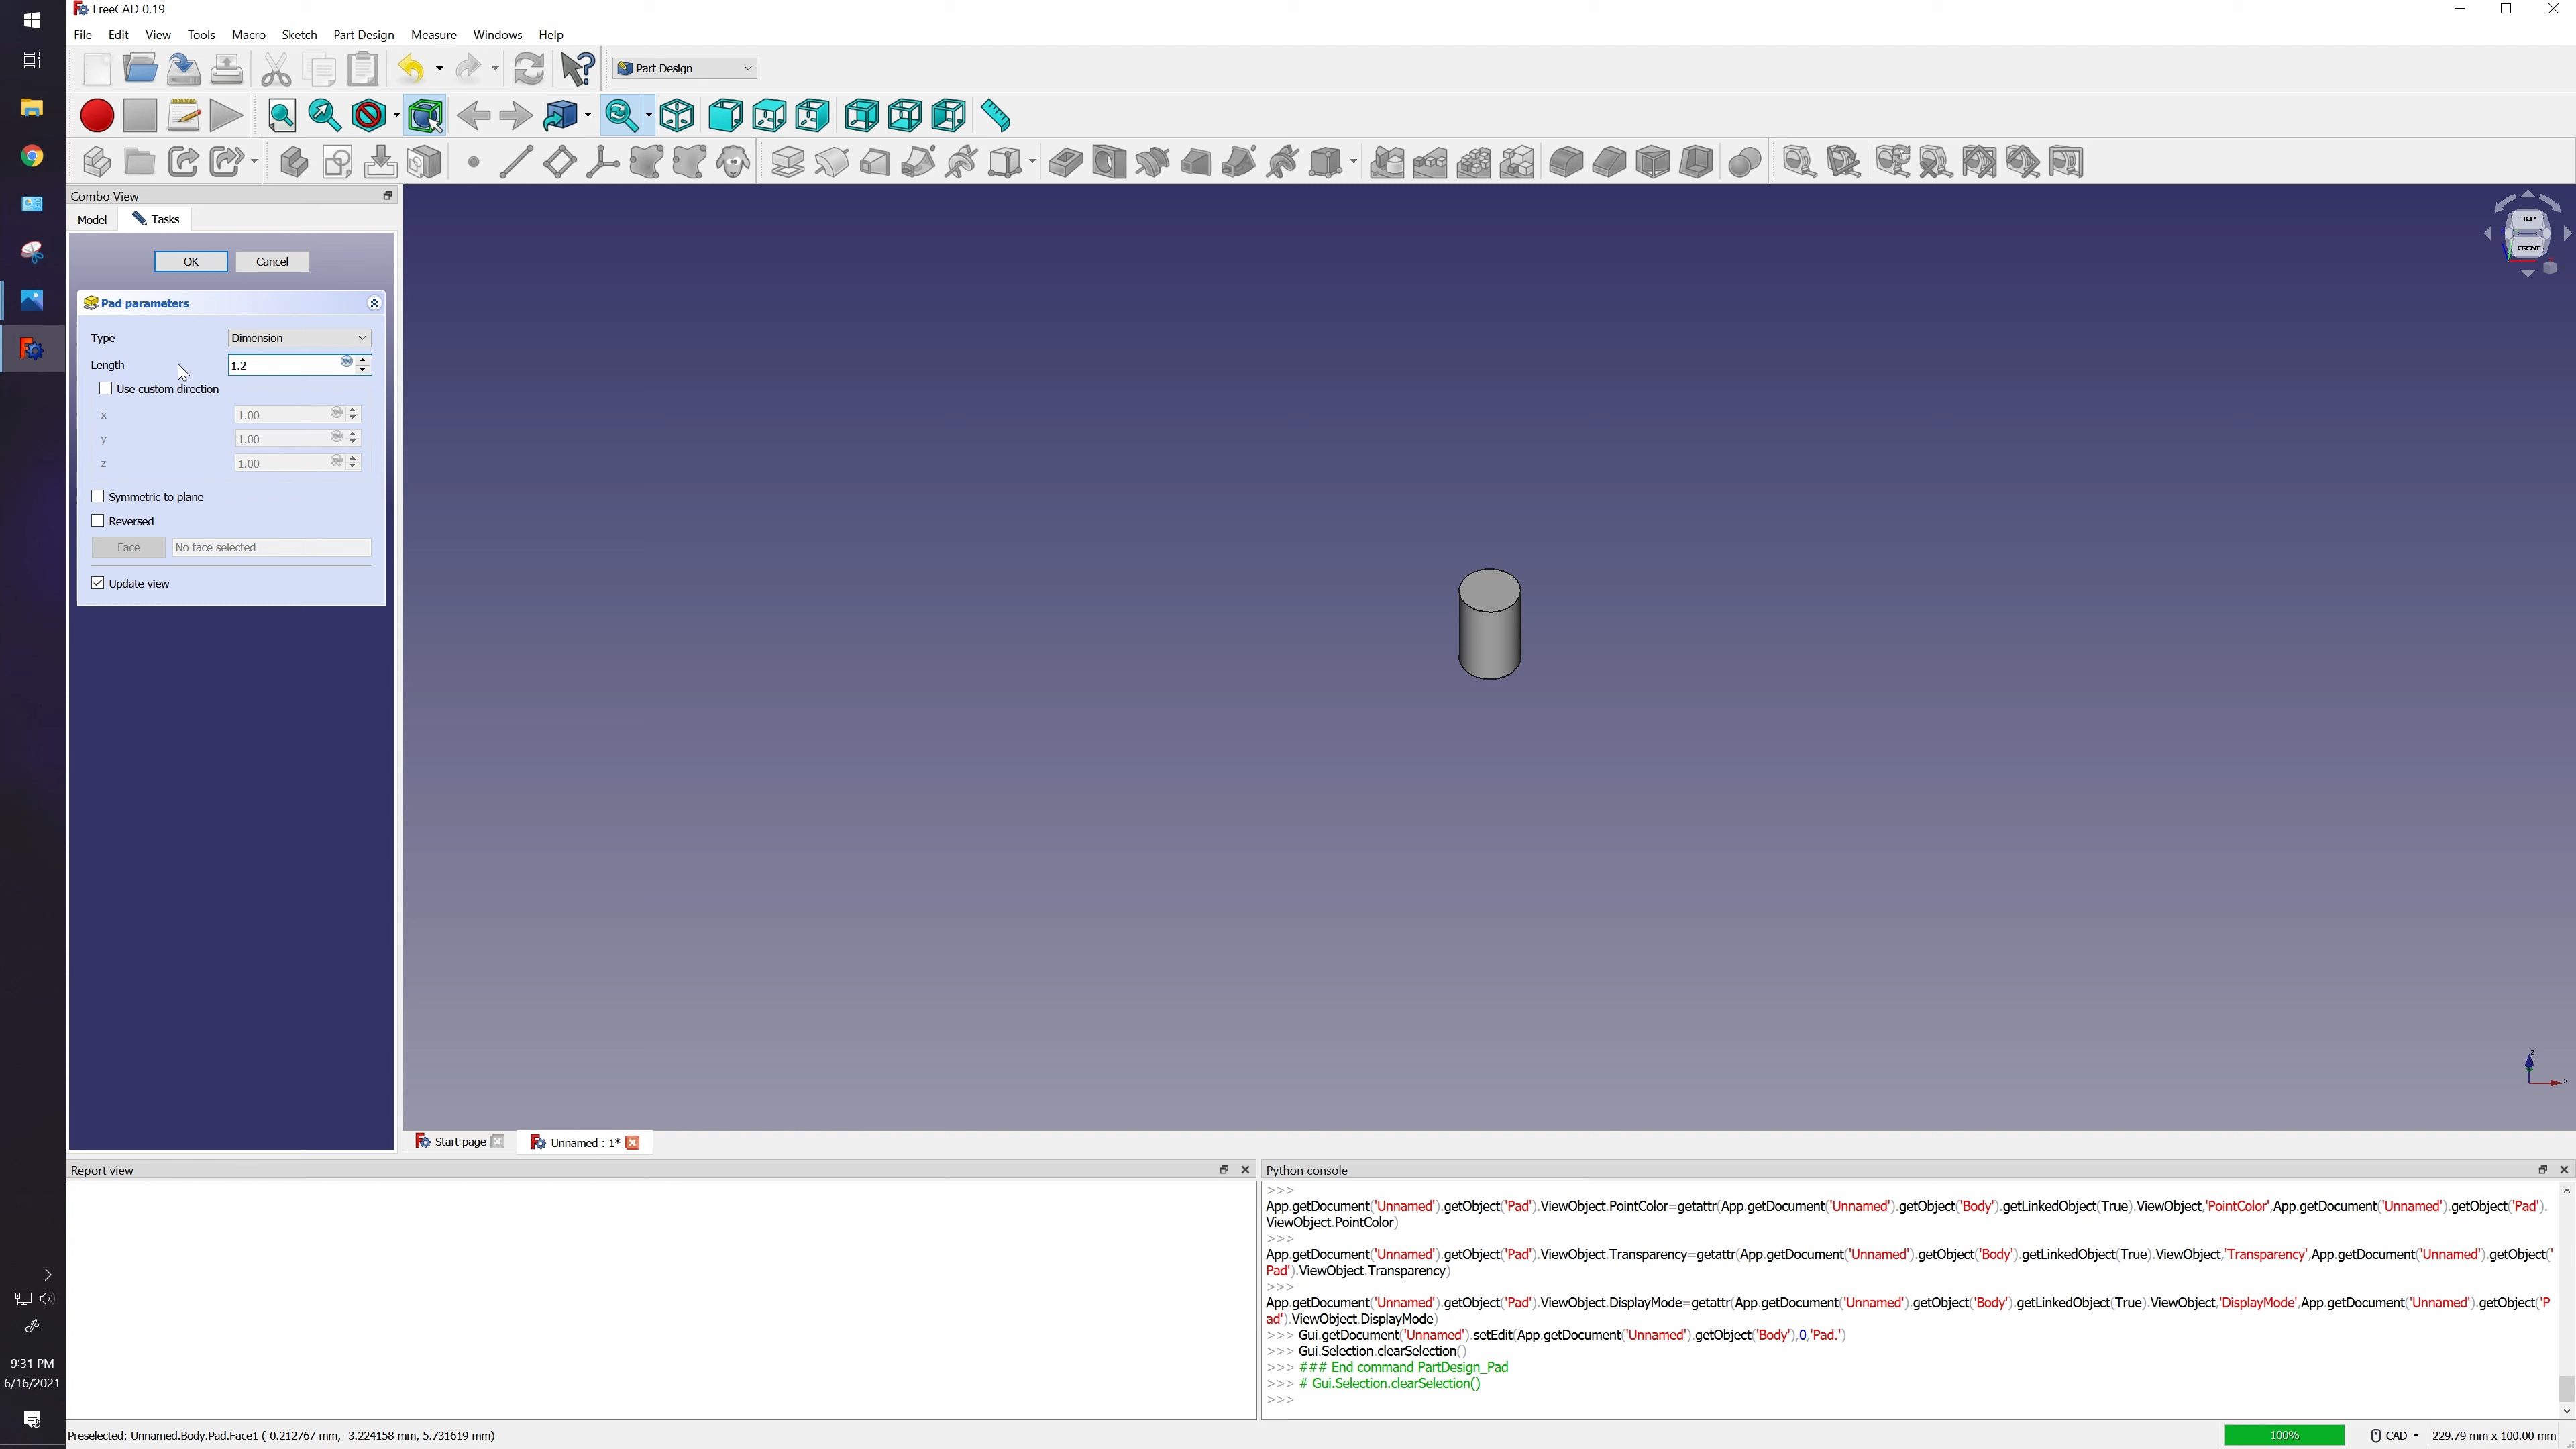 FreeCAD 0.19
File Edit View Tools Macro Sketch Part Design Measure Windows Help
Part Design
Combo View
Model Tasks
OK Cancel
Pad parameters
Type Dimension
Length 1.2
Use custom direction
x 1.00
y 1.00
z 1.00
Symmetric to plane
Reversed
Face No face selected
Update view
TOP
FRONT
Z
X
Start page Unnamed : 1*
Report view
Python console
>>>
App.getDocument('Unnamed').getObject('Pad').ViewObject.PointColor=getattr(App.getDocument('Unnamed').getObject('Body').getLinkedObject(True).ViewObject,'PointColor',App.getDocument('Unnamed').getObject('Pad').
ViewObject.PointColor)
>>>
App.getDocument('Unnamed').getObject('Pad').ViewObject.Transparency=getattr(App.getDocument('Unnamed').getObject('Body').getLinkedObject(True).ViewObject,'Transparency',App.getDocument('Unnamed').getObject('
Pad').ViewObject.Transparency)
>>>
App.getDocument('Unnamed').getObject('Pad').ViewObject.DisplayMode=getattr(App.getDocument('Unnamed').getObject('Body').getLinkedObject(True).ViewObject,'DisplayMode',App.getDocument('Unnamed').getObject('P
ad').ViewObject.DisplayMode)
>>> Gui.getDocument('Unnamed').setEdit(App.getDocument('Unnamed').getObject('Body'),0,'Pad.')
>>> Gui.Selection.clearSelection()
>>> ### End command PartDesign_Pad
>>> # Gui.Selection.clearSelection()
>>>
9:31 PM
6/16/2021
Preselected: Unnamed.Body.Pad.Face1 (-0.212767 mm, -3.224158 mm, 5.731619 mm)
100% CAD 229.79 mm x 100.00 mm